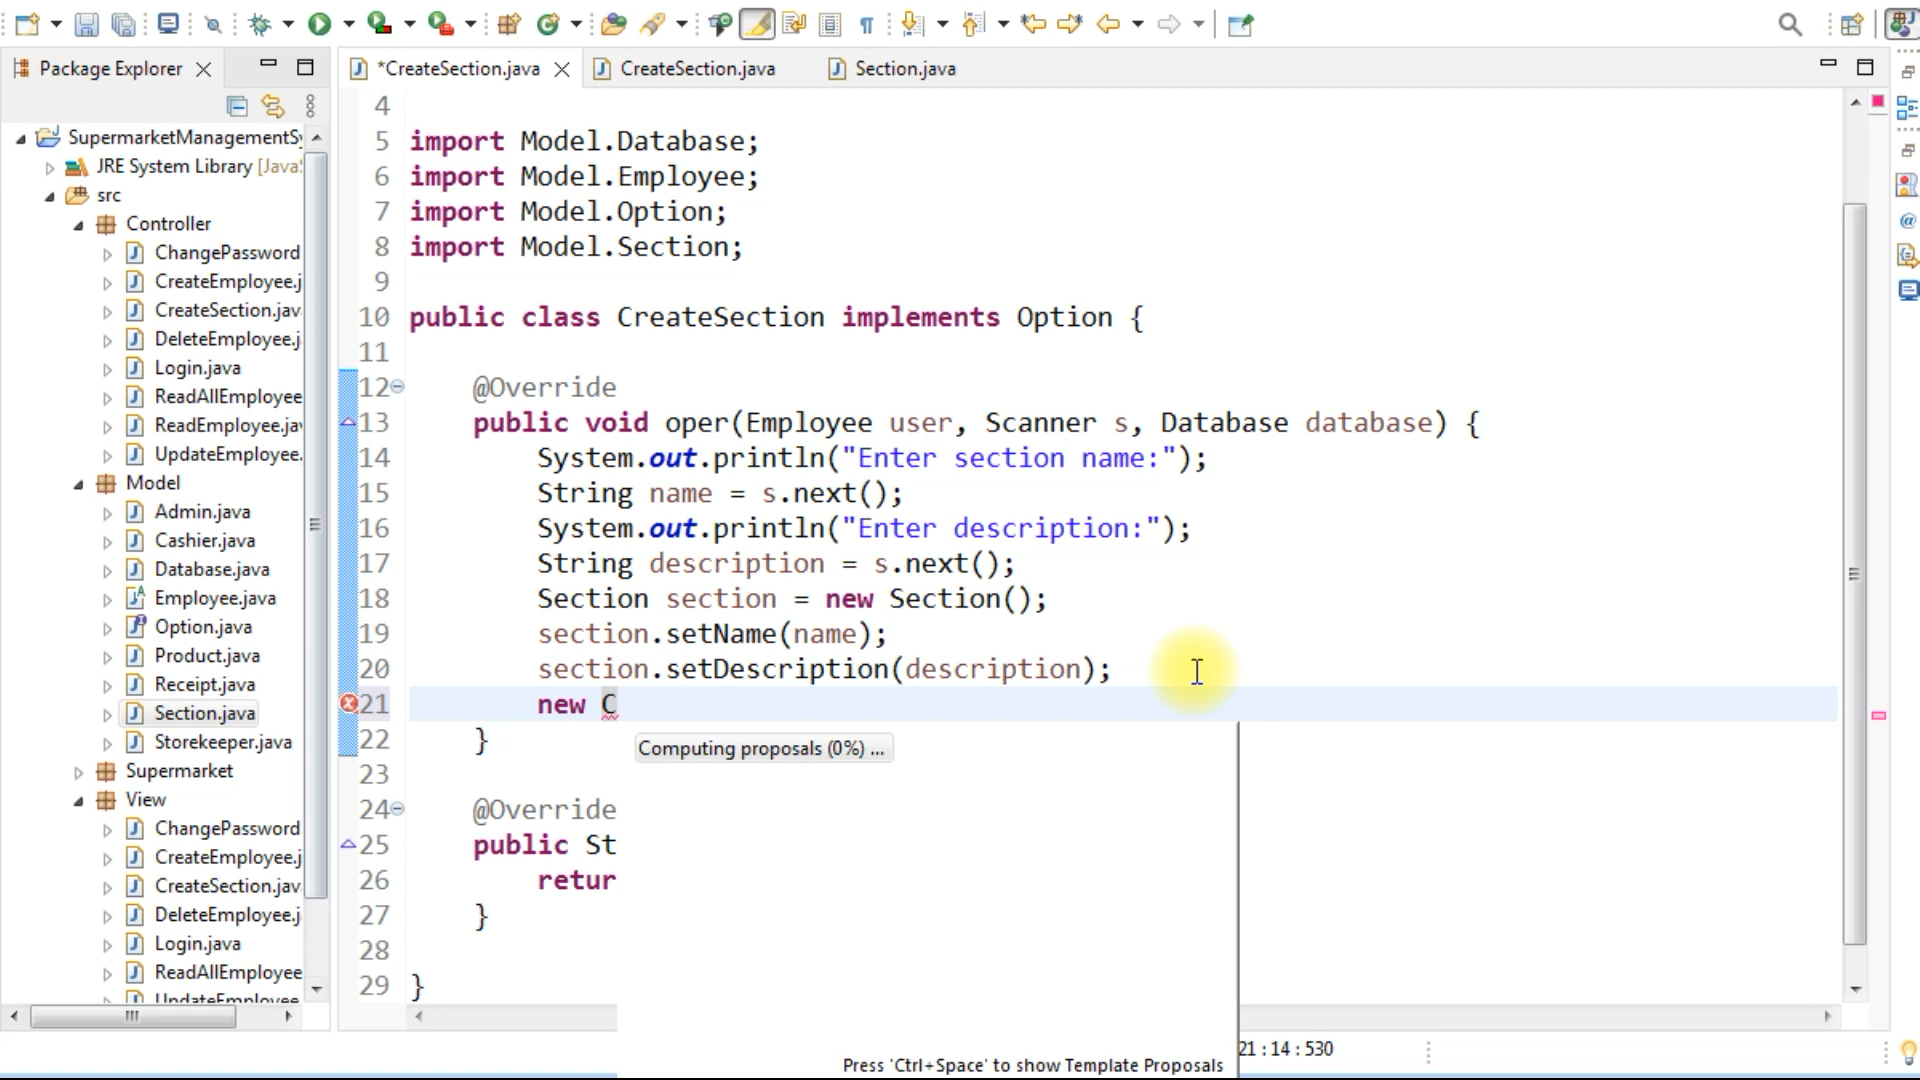 Package Explorer
SupermarketManagementSy
JRE System Library [JavaS
src
Controller
ChangePassword
CreateEmployee.j
CreateSection.jav
DeleteEmployee.j
Login.java
ReadAllEmployee
ReadEmployee.jav
UpdateEmployee.
Model
Admin.java
Cashier.java
Database.java
Employee.java
Option.java
Product.java
Receipt.java
Section.java
Storekeeper.java
Supermarket
View
ChangePassword
CreateEmployee.j
CreateSection.jav
DeleteEmployee.j
Login.java
ReadAllEmployee
UpdateEmployee
*CreateSection.java
CreateSection.java
Section.java
4
5 import Model.Database;
6 import Model.Employee;
7 import Model.Option;
8 import Model.Section;
9
10 public class CreateSection implements Option {
11
12 @Override
13 public void oper(Employee user, Scanner s, Database database) {
14 System.out.println("Enter section name:");
15 String name = s.next();
16 System.out.println("Enter description:");
17 String description = s.next();
18 Section section = new Section();
19 section.setName(name);
20 section.setDescription(description);
21 new C
22 }
Computing proposals (0%) ...
23
24 @Override
25 public St
26 retur
27 }
28
29 }
Press 'Ctrl+Space' to show Template Proposals
21 : 14 : 530